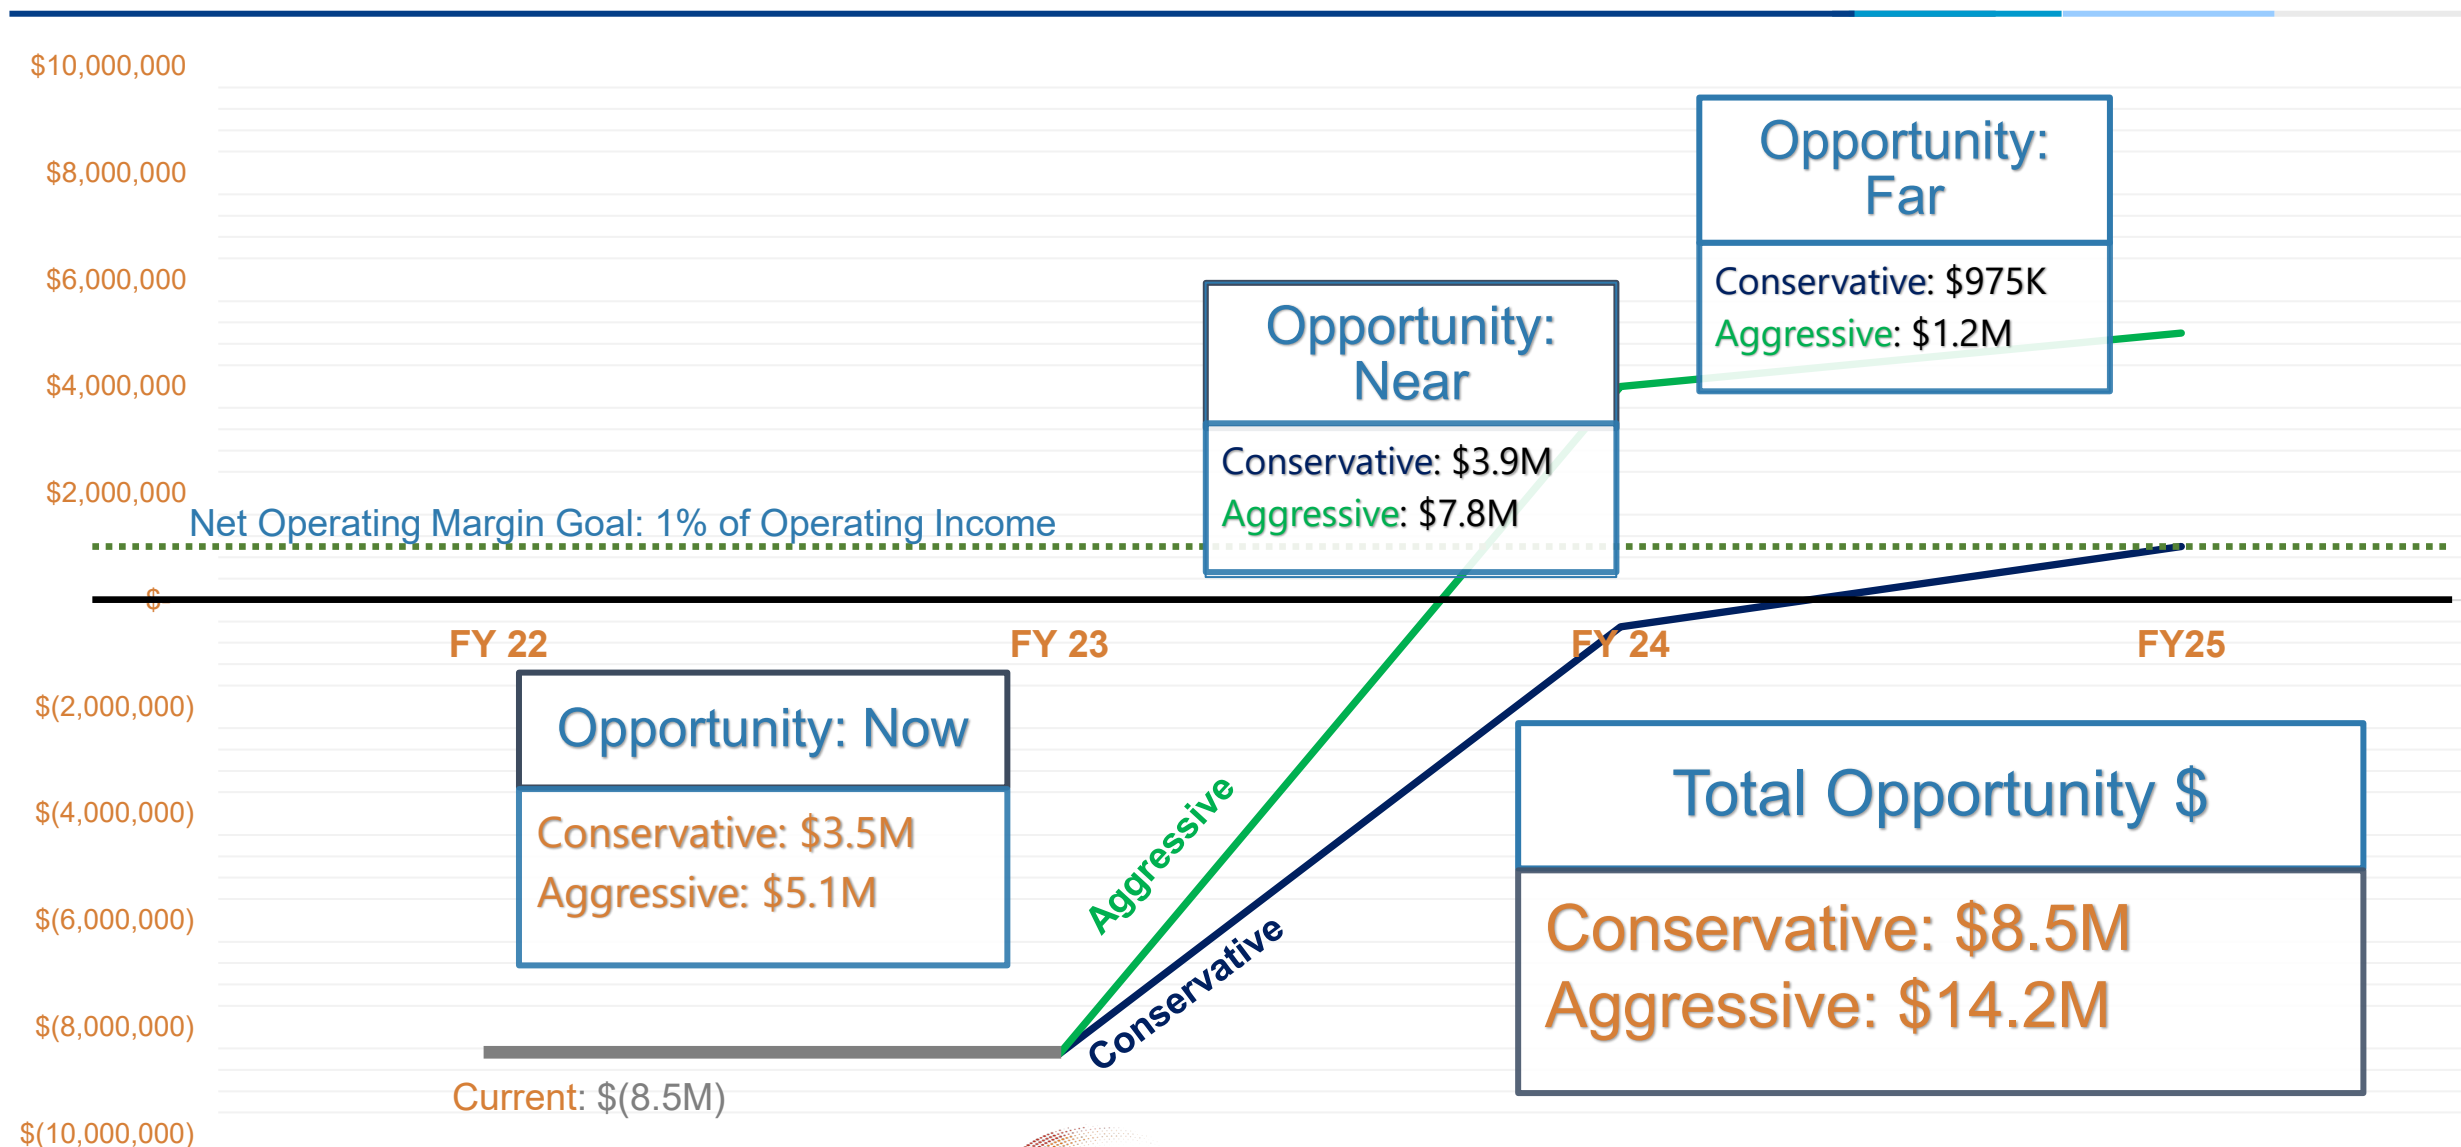 $10,000,000
$8,000,000
$6,000,000
$4,000,000
$2,000,000
$-
$(2,000,000)
$(4,000,000)
$(6,000,000)
$(8,000,000)
$(10,000,000)
Net Operating Margin Goal: 1% of Operating Income
FY 22
FY 23
FY 24
FY25
Opportunity: Now
Conservative: $3.5M
Aggressive: $5.1M
Opportunity:
Near
Conservative: $3.9M
Aggressive: $7.8M
Opportunity:
Far
Conservative: $975K
Aggressive: $1.2M
Aggressive
Conservative
Total Opportunity $
Conservative: $8.5M
Aggressive: $14.2M
Current: $(8.5M)